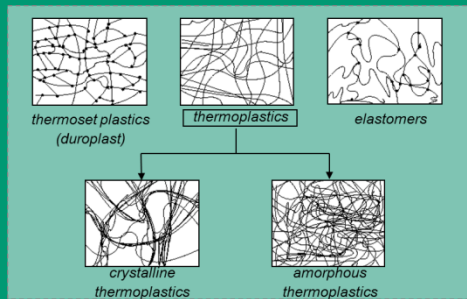 thermoset plastics
(duroplast)
thermoplastics
elastomers
crystalline
thermoplastics
amorphous
thermoplastics